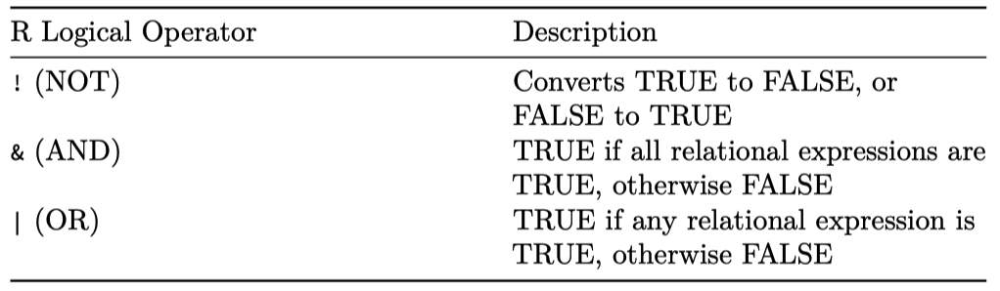 R Logical Operator Description
! (NOT) Converts TRUE to FALSE, or
FALSE to TRUE
& (AND) TRUE if all relational expressions are
TRUE, otherwise FALSE
| (OR) TRUE if any relational expression is
TRUE, otherwise FALSE